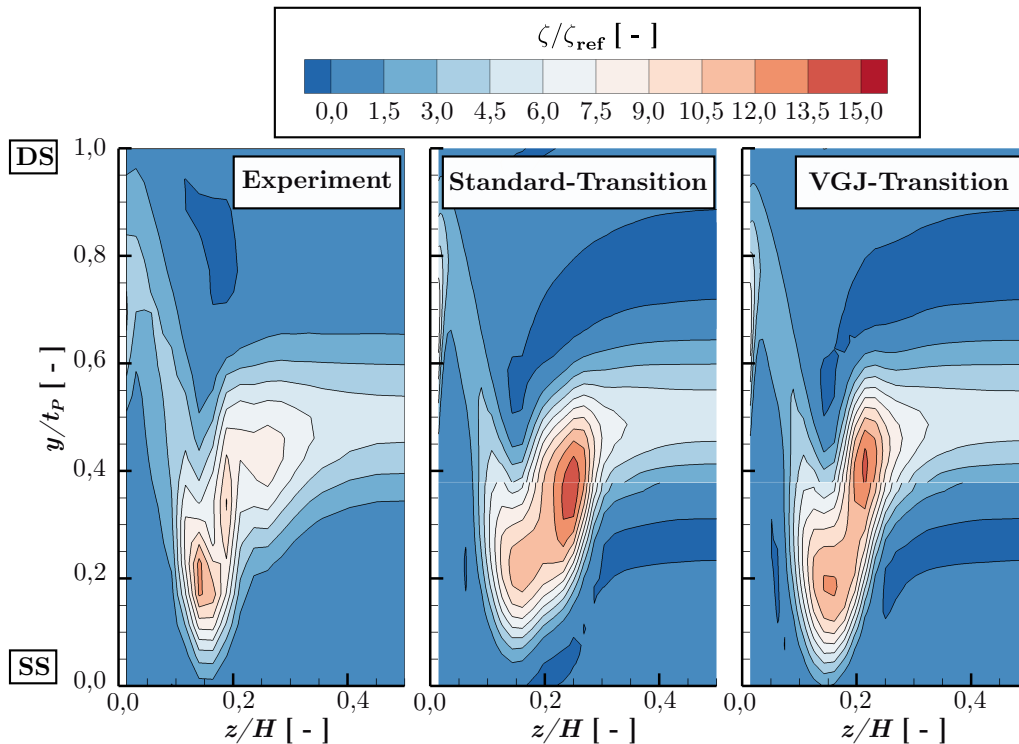 ζ/ζref [ - ]
0,0 1,5 3,0 4,5 6,0 7,5 9,0 10,5 12,0 13,5 15,0
DS
SS
y/tP [ - ]
1,0
0,8
0,6
0,4
0,2
0,0
Experiment
Standard-Transition
VGJ-Transition
0,0 0,2 0,4
0,0 0,2 0,4
0,0 0,2 0,4
z/H [ - ]
z/H [ - ]
z/H [ - ]